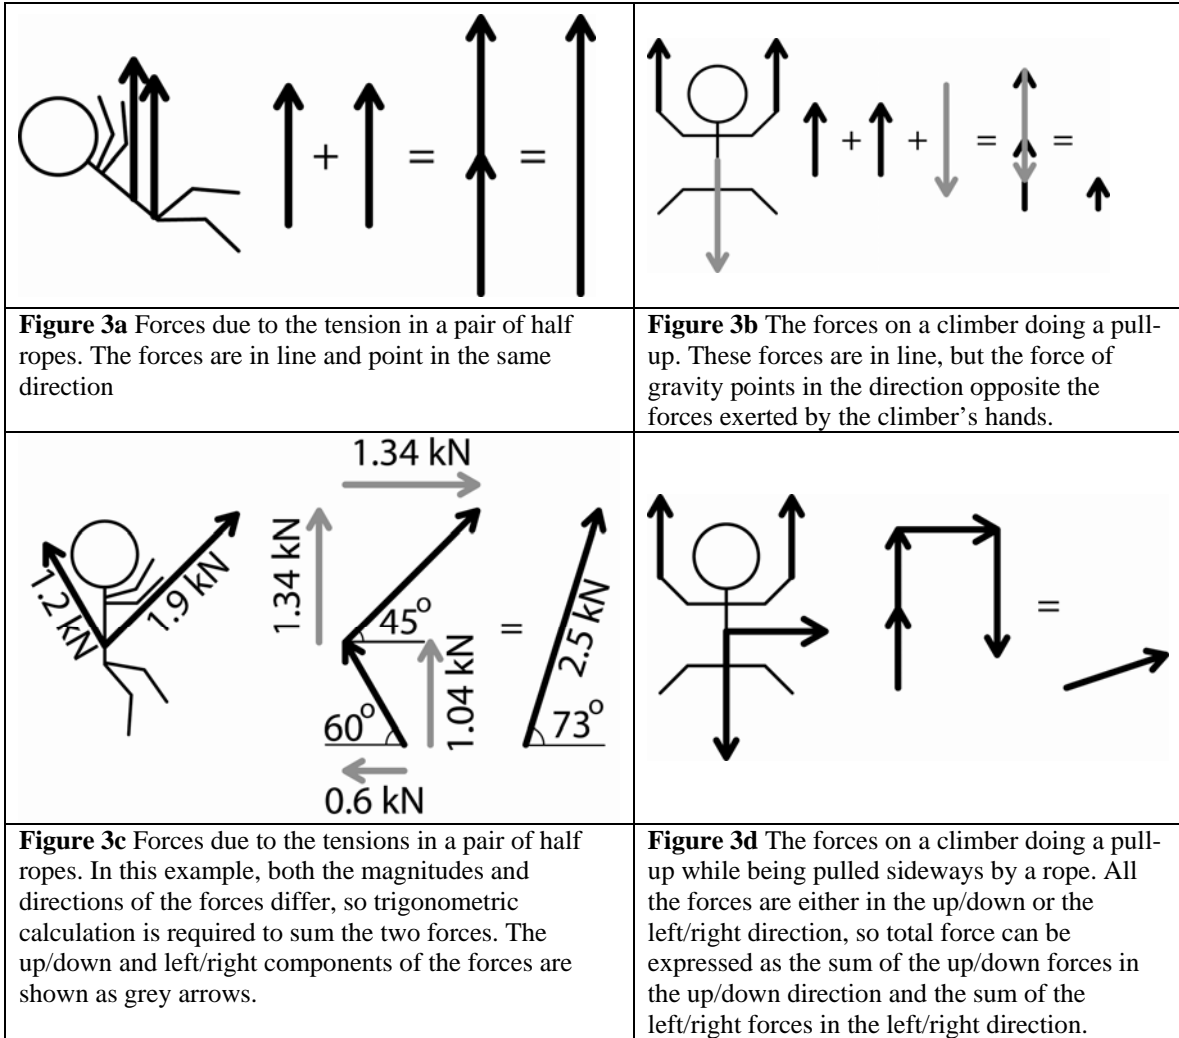 + = =
+ + = =
Figure 3a Forces due to the tension in a pair of half
ropes. The forces are in line and point in the same
direction
Figure 3b The forces on a climber doing a pull-
up. These forces are in line, but the force of
gravity points in the direction opposite the
forces exerted by the climber’s hands.
1.2 kN
1.9 kN
1.34 kN
1.34 kN
45°
1.04 kN
60°
0.6 kN
=
2.5 kN
73°
=
Figure 3c Forces due to the tensions in a pair of half
ropes. In this example, both the magnitudes and
directions of the forces differ, so trigonometric
calculation is required to sum the two forces. The
up/down and left/right components of the forces are
shown as grey arrows.
Figure 3d The forces on a climber doing a pull-
up while being pulled sideways by a rope. All
the forces are either in the up/down or the
left/right direction, so total force can be
expressed as the sum of the up/down forces in
the up/down direction and the sum of the
left/right forces in the left/right direction.